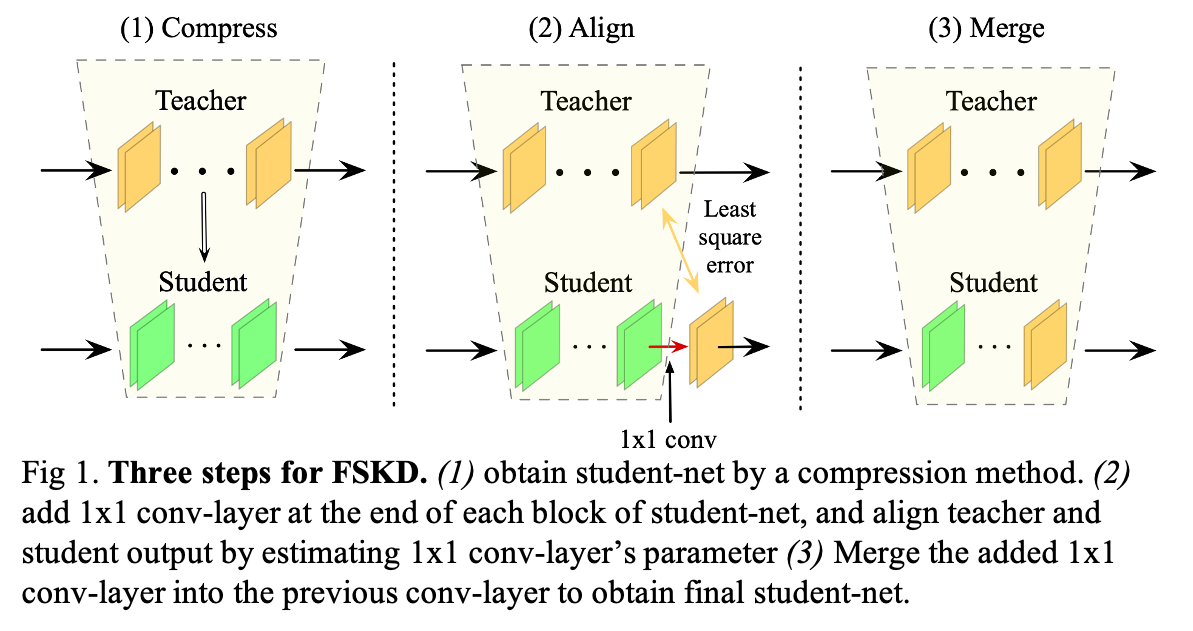 (1) Compress
(2) Align
(3) Merge
Teacher
Teacher
Teacher
Least
square
error
Student
Student
Student
1x1 conv
Fig 1. Three steps for FSKD. (1) obtain student-net by a compression method. (2)
add 1x1 conv-layer at the end of each block of student-net, and align teacher and
student output by estimating 1x1 conv-layer’s parameter (3) Merge the added 1x1
conv-layer into the previous conv-layer to obtain final student-net.